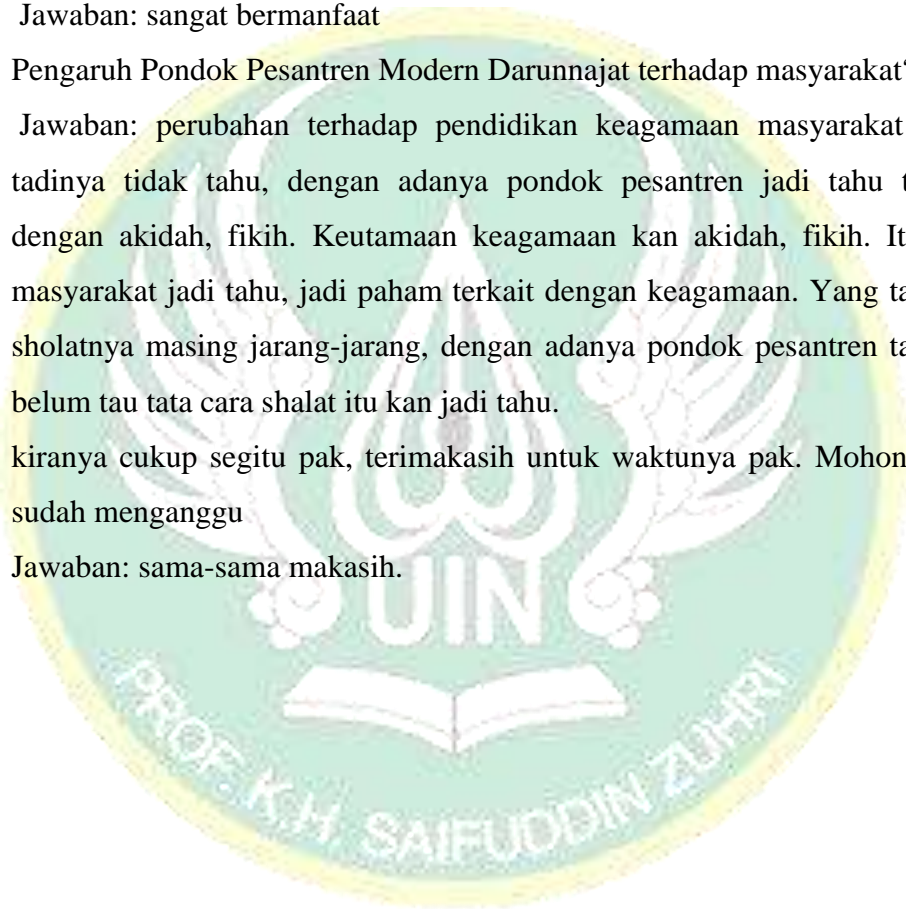 Jawaban: sangat bermanfaat
Pengaruh Pondok Pesantren Modern Darunnajat terhadap masyarakat
Jawaban: perubahan terhadap pendidikan keagamaan masyarakat
tadinya tidak tahu, dengan adanya pondok pesantren jadi tahu
dengan akidah, fikih. Keutamaan keagamaan kan akidah, fikih.
masyarakat jadi tahu, jadi paham terkait dengan keagamaan. Yang
sholatnya masing jarang-jarang, dengan adanya pondok pesantren
belum tau tata cara shalat itu kan jadi tahu.
kiranya cukup segitu pak, terimakasih untuk waktunya pak. Mohon
sudah menganggu
Jawaban: sama-sama makasih.
UIN
PROF. K.H. SAIFUDDIN ZUHRI